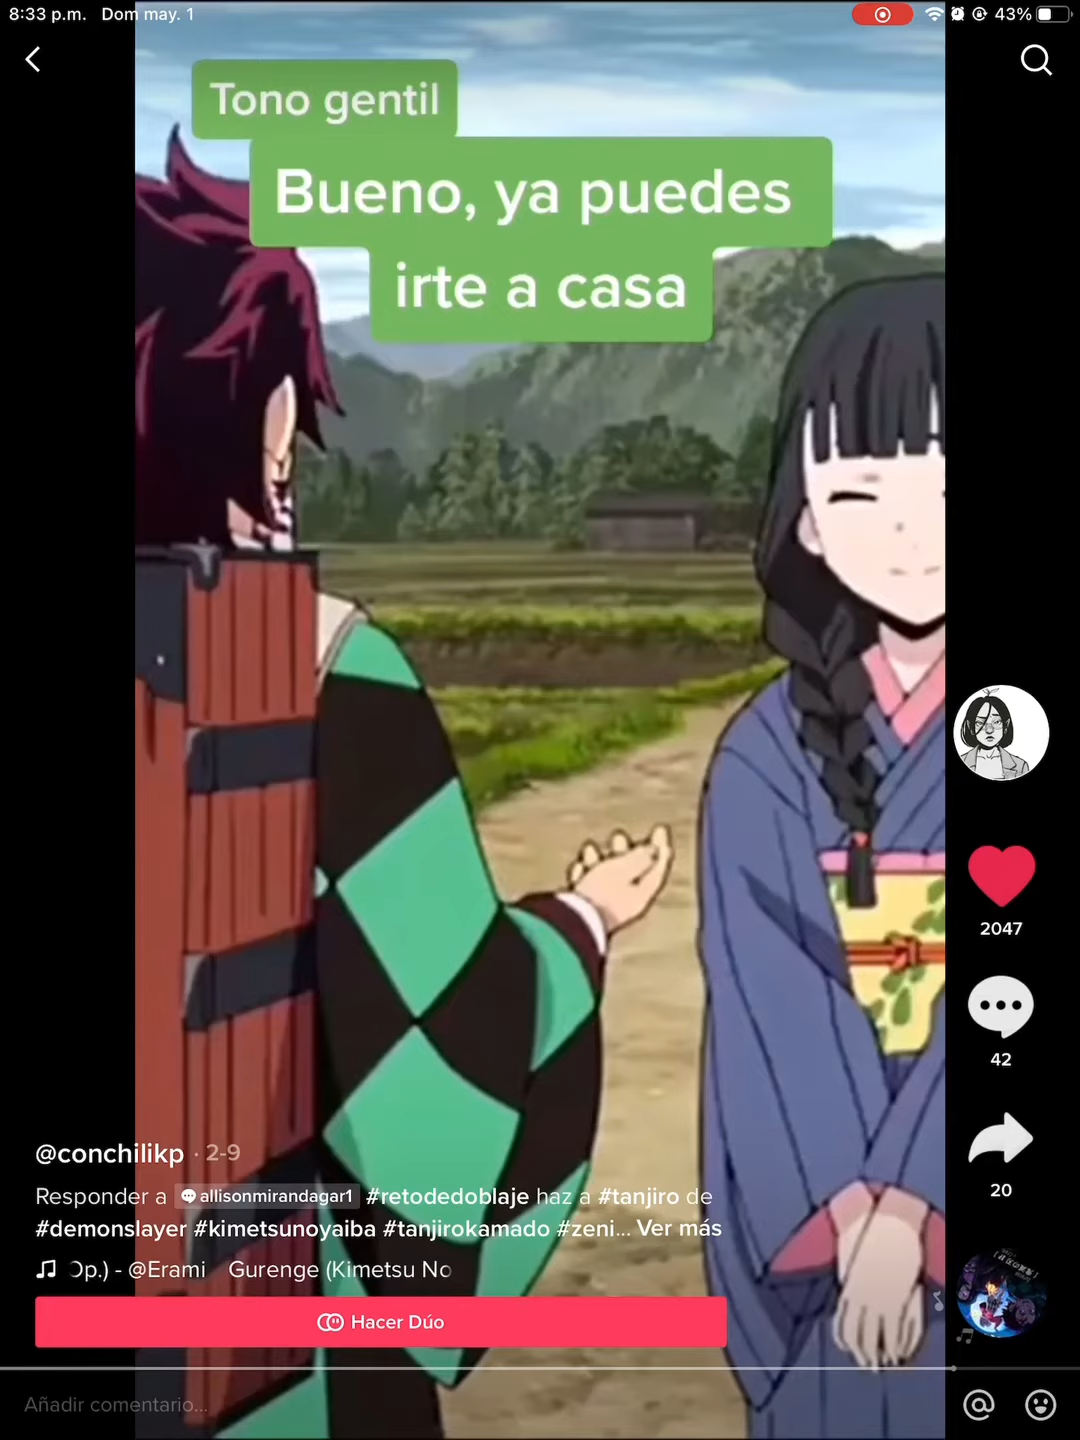 8:33 p.m. Dom may. 1
43%
Tono gentil
Bueno, ya puedes
irte a casa
2047
42
20
@conchilikp · 2-9
Responder a allisonmirandagar1 #retodedoblaje haz a #tanjiro de
#demonslayer #kimetsunoyaiba #tanjirokamado #zeni... Ver más
Op.) - @Erami Gurenge (Kimetsu No
Hacer Dúo
Añadir comentario...